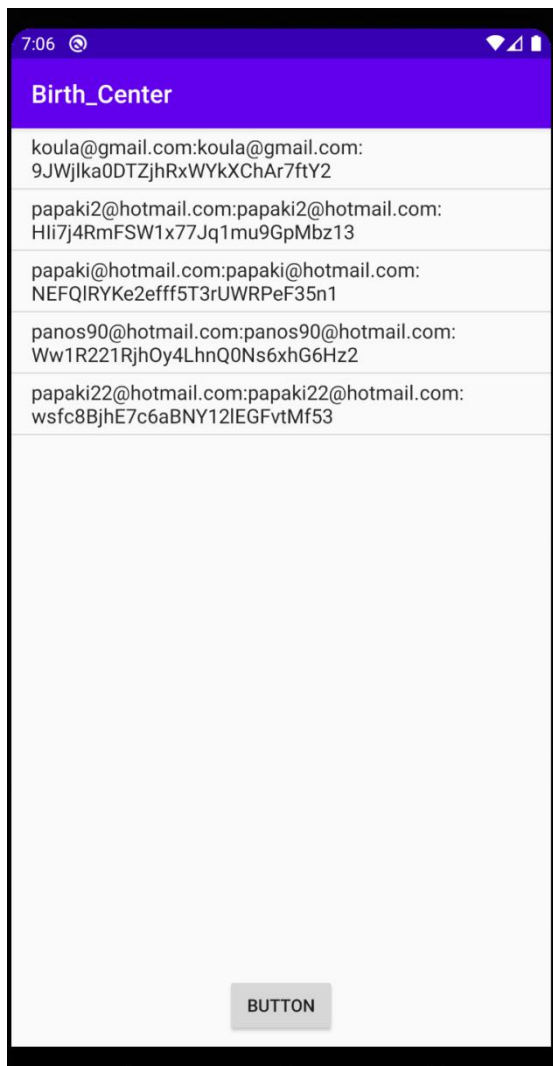 7:06
Birth_Center
koula@gmail.com:koula@gmail.com:
9JWjlka0DTZjhRxWYkXChAr7ftY2
papaki2@hotmail.com:papaki2@hotmail.com:
HIi7j4RmFSW1x77Jq1mu9GpMbz13
papaki@hotmail.com:papaki@hotmail.com:
NEFQlRYKe2efff5T3rUWRPeF35n1
panos90@hotmail.com:panos90@hotmail.com:
Ww1R221RjhOy4LhnQ0Ns6xhG6Hz2
papaki22@hotmail.com:papaki22@hotmail.com:
wsfc8BjhE7c6aBNY12lEGFvtMf53
BUTTON